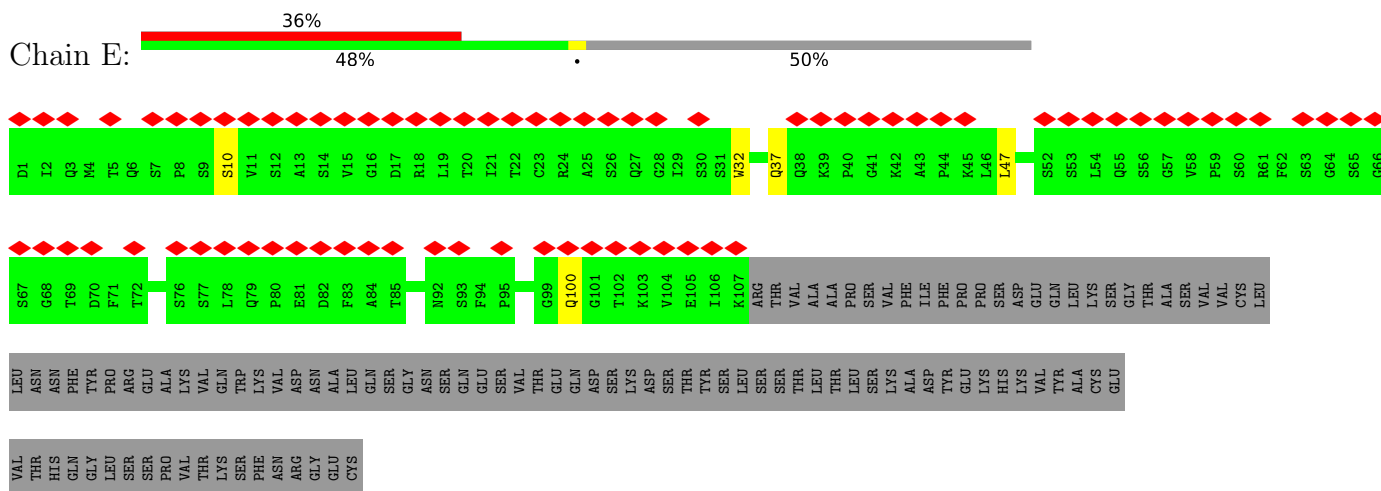 36%
Chain E:
48% • 50%
D1 I2 Q3 M4 T5 Q6 S7 P8 S9 S10 V11 S12 A13 S14 V15 G16 D17 R18 L19 T20 I21 T22 C23 R24 A25 S26 Q27 G28 I29 S30 S31 W32 Q37 Q38 K39 P40 G41 K42 A43 P44 K45 L46 L47 S52 S53 L54 Q55 S56 G57 V58 P59 S60 R61 F62 S63 G64 S65 G66
S67 G68 T69 D70 F71 T72 S76 S77 L78 Q79 P80 E81 D82 F83 A84 T85 N92 S93 F94 P95 G99 Q100 G101 T102 K103 V104 E105 I106 K107 ARG THR VAL ALA ALA PRO SER VAL PHE ILE PHE PRO PRO SER ASP GLU GLN LEU LYS SER GLY THR ALA SER VAL VAL CYS LEU
LEU ASN ASN PHE TYR PRO ARG GLU ALA LYS VAL GLN TRP LYS VAL ASP ASN ALA LEU GLN SER GLY ASN SER GLN GLU SER VAL THR GLU GLN ASP SER LYS ASP SER THR TYR SER LEU SER SER THR LEU THR LEU SER LYS ALA ASP TYR GLU LYS HIS LYS VAL TYR ALA CYS GLU
VAL THR HIS GLN GLY LEU SER SER PRO VAL THR LYS SER PHE ASN ARG GLY GLU CYS